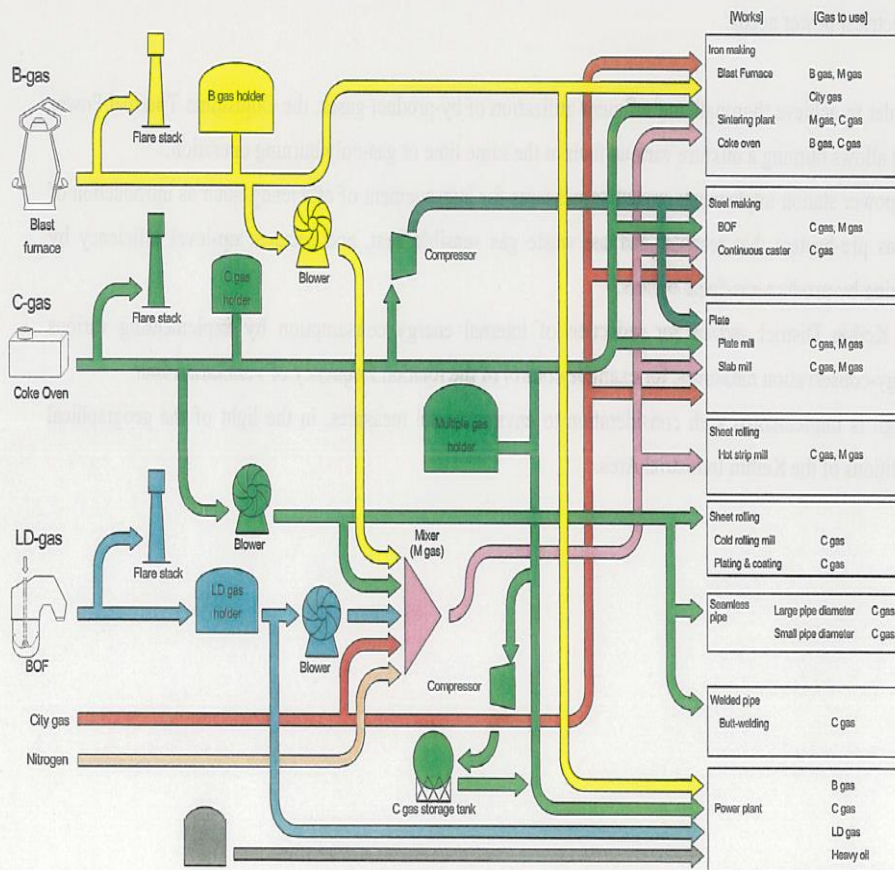 [Works] [Gas to use]
Iron making
Blast Furnace B gas, M gas
City gas
Sintering plant M gas, C gas
Coke oven B gas, C gas
Steel making
BOF C gas, M gas
Continuous caster C gas
Plate
Plate mill C gas, M gas
Slab mill C gas, M gas
Sheet rolling
Hot strip mill C gas, M gas
Sheet rolling
Cold rolling mill C gas
Plating & coating C gas
Seamless pipe Large pipe diameter C gas
Small pipe diameter C gas
Welded pipe
Butt-welding C gas
Power plant
B gas
C gas
LD gas
Heavy oil
B-gas
Flare stack
B gas holder
Blast
furnace
Blower
Compressor
C-gas
Flare stack
C gas
holder
Coke Oven
Multiple gas
holder
Blower
Mixer
(M gas)
LD-gas
Flare stack
LD gas
holder
Blower
BOF
Compressor
City gas
Nitrogen
C gas storage tank